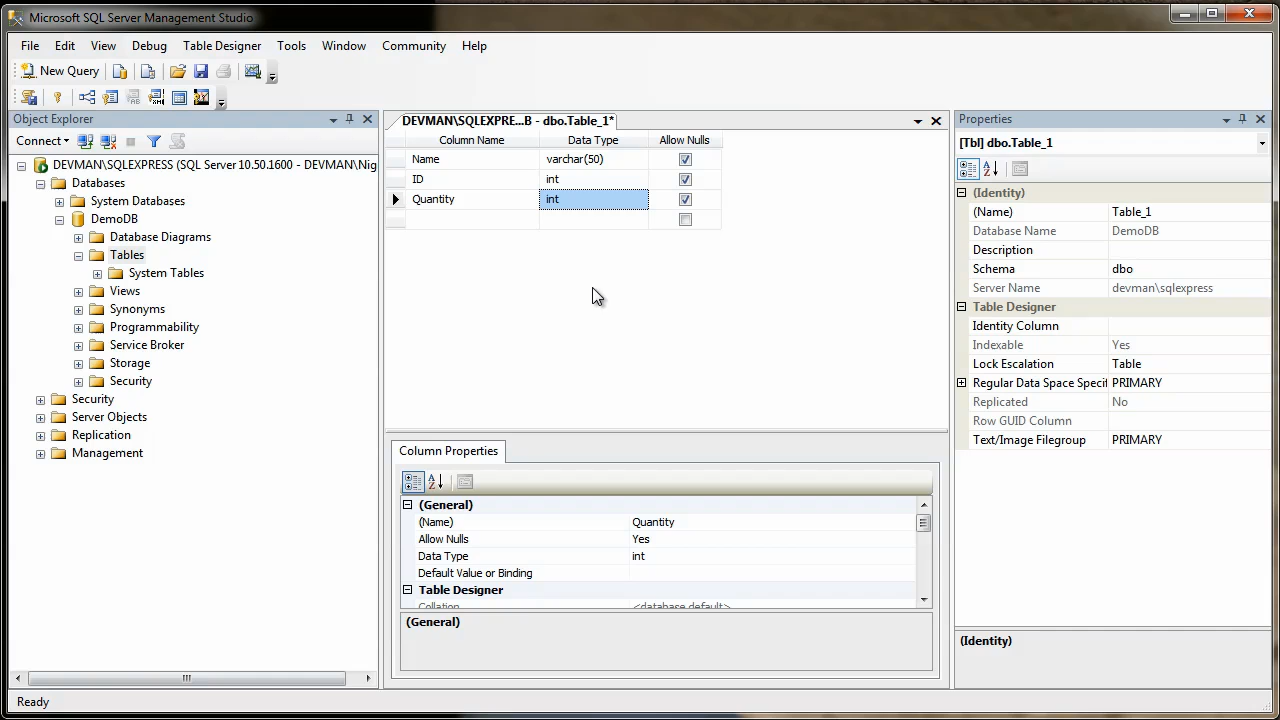 Microsoft SQL Server Management Studio
File Edit View Debug Table Designer Tools Window Community Help
New Query
Object Explorer
Connect
DEVMAN\SQLEXPRESS (SQL Server 10.50.1600 - DEVMAN\Nig
Databases
System Databases
DemoDB
Database Diagrams
Tables
System Tables
Views
Synonyms
Programmability
Service Broker
Storage
Security
Security
Server Objects
Replication
Management
DEVMAN\SQLEXPRE...B - dbo.Table_1*
Column Name Data Type Allow Nulls
Name varchar(50)
ID int
Quantity int
Column Properties
(General)
(Name) Quantity
Allow Nulls Yes
Data Type int
Default Value or Binding
Table Designer
Collation <database default>
(General)
Properties
[Tbl] dbo.Table_1
(Identity)
(Name) Table_1
Database Name DemoDB
Description
Schema dbo
Server Name devman\sqlexpress
Table Designer
Identity Column
Indexable Yes
Lock Escalation Table
Regular Data Space Specif PRIMARY
Replicated No
Row GUID Column
Text/Image Filegroup PRIMARY
(Identity)
Ready